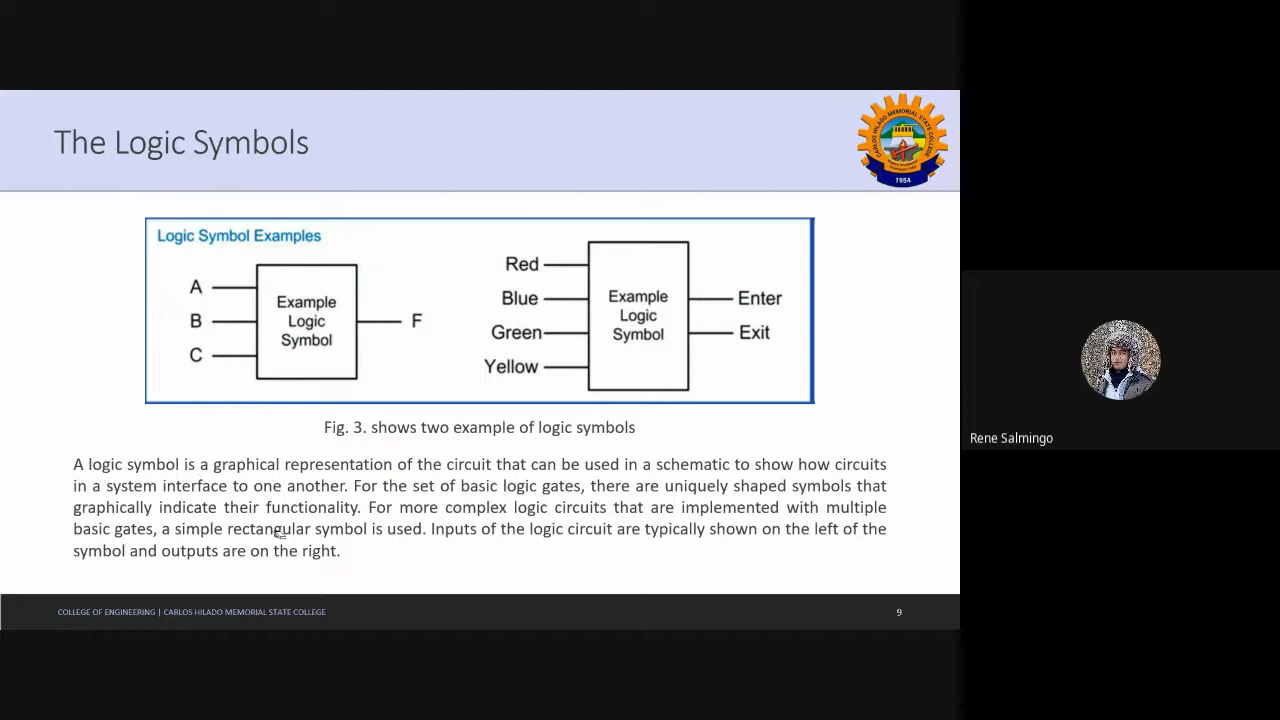 The Logic Symbols
CARLOS HILADO MEMORIAL STATE COLLEGE
1954
Logic Symbol Examples
A
B
C
Example
Logic
Symbol
F
Red
Blue
Green
Yellow
Example
Logic
Symbol
Enter
Exit
Fig. 3. shows two example of logic symbols
A logic symbol is a graphical representation of the circuit that can be used in a schematic to show how circuits
in a system interface to one another. For the set of basic logic gates, there are uniquely shaped symbols that
graphically indicate their functionality. For more complex logic circuits that are implemented with multiple
basic gates, a simple rectangular symbol is used. Inputs of the logic circuit are typically shown on the left of the
symbol and outputs are on the right.
COLLEGE OF ENGINEERING | CARLOS HILADO MEMORIAL STATE COLLEGE
9
Rene Salmingo